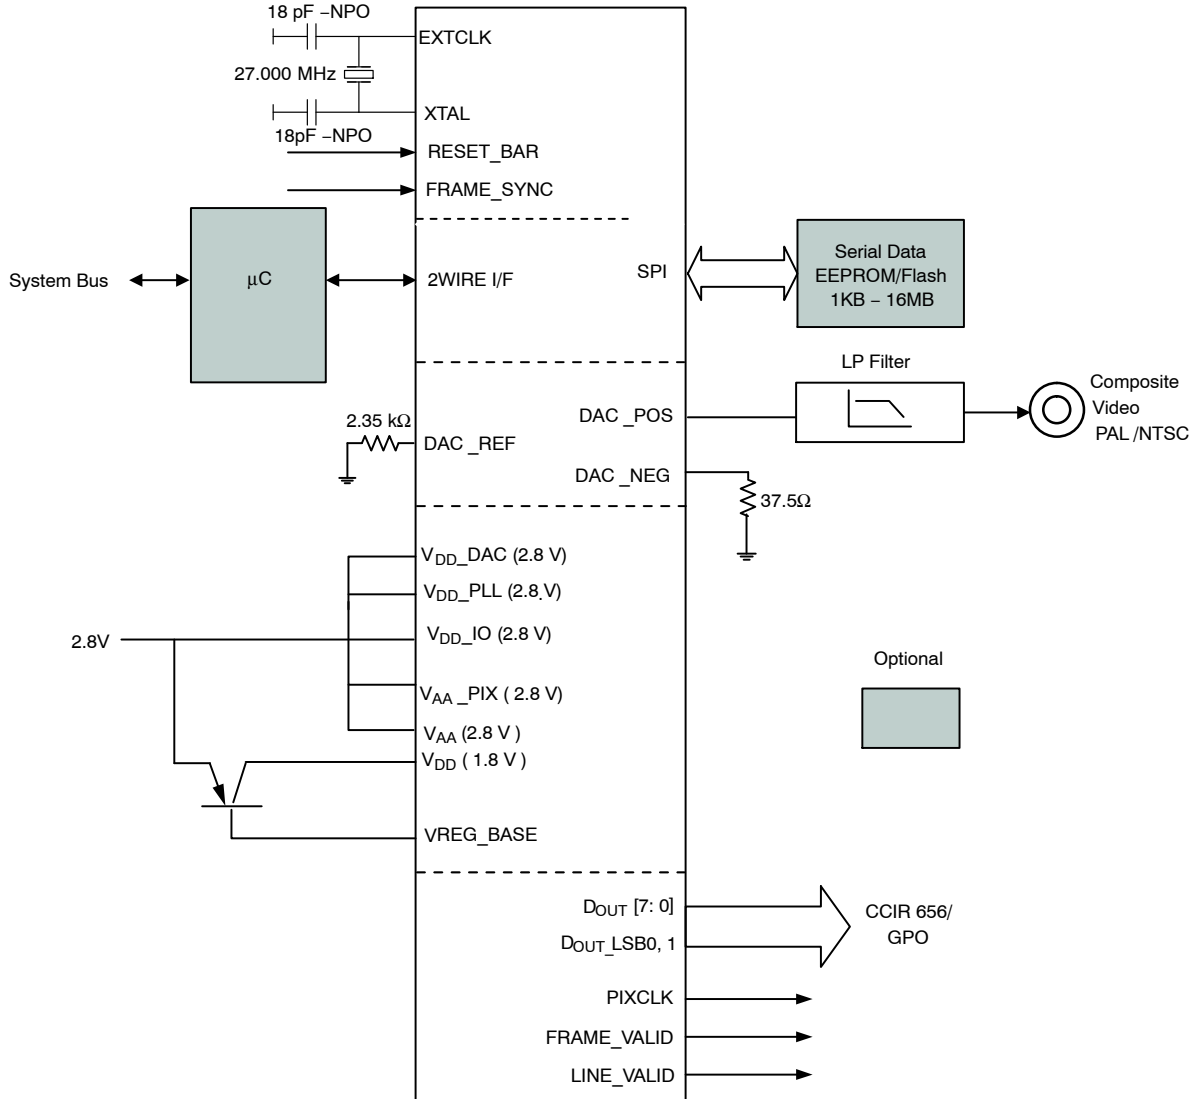 18 pF –NPO
EXTCLK
27.000 MHz
XTAL
18pF –NPO
RESET_BAR
FRAME_SYNC
System Bus
μC
2WIRE I/F
SPI
Serial Data
EEPROM/Flash
1KB – 16MB
LP Filter
2.35 kΩ
DAC _REF
DAC _POS
Composite
Video
PAL /NTSC
DAC _NEG
37.5Ω
VDD_DAC (2.8 V)
VDD_PLL (2.8 V)
2.8V
VDD_IO (2.8 V)
VAA _PIX ( 2.8 V)
VAA (2.8 V )
VDD ( 1.8 V )
VREG_BASE
Optional
DOUT [7: 0]
DOUT_LSB0, 1
CCIR 656/
GPO
PIXCLK
FRAME_VALID
LINE_VALID